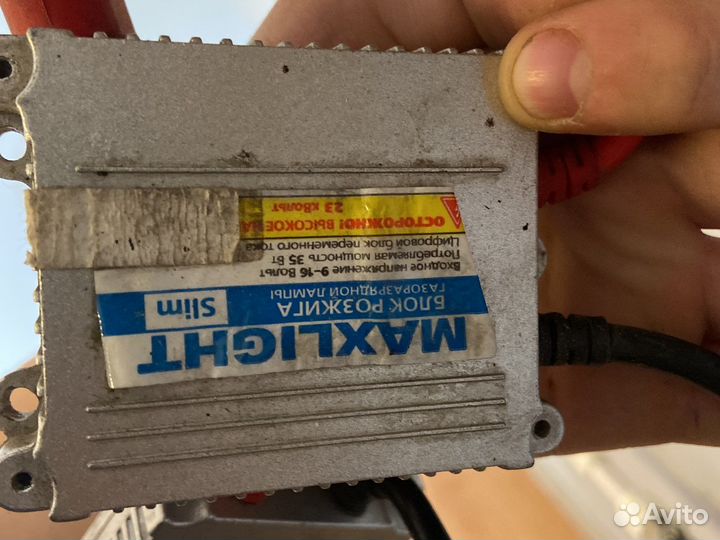 MAXLIGHT
БЛОК РОЗЖИГА
ГАЗОРАЗРЯДНОЙ ЛАМПЫ
Slim
Входное напряжение 9-16 Вольт
Потребляемая мощность 35 Вт
Цифровой блок переменного тока
ОСТОРОЖНО! ВЫСОКОЕ
23 кВольт
Avito